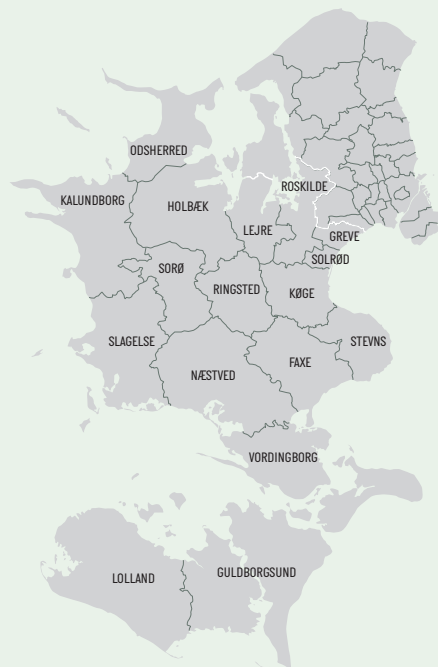 ODSHERRED
ROSKILDE
KALUNDBORG
HOLBÆK
LEJRE
GREVE
SOLRØD
SORØ
RINGSTED
KØGE
SLAGELSE
STEVNS
FAXE
NÆSTVED
VORDINGBORG
GULDBORGSUND
LOLLAND